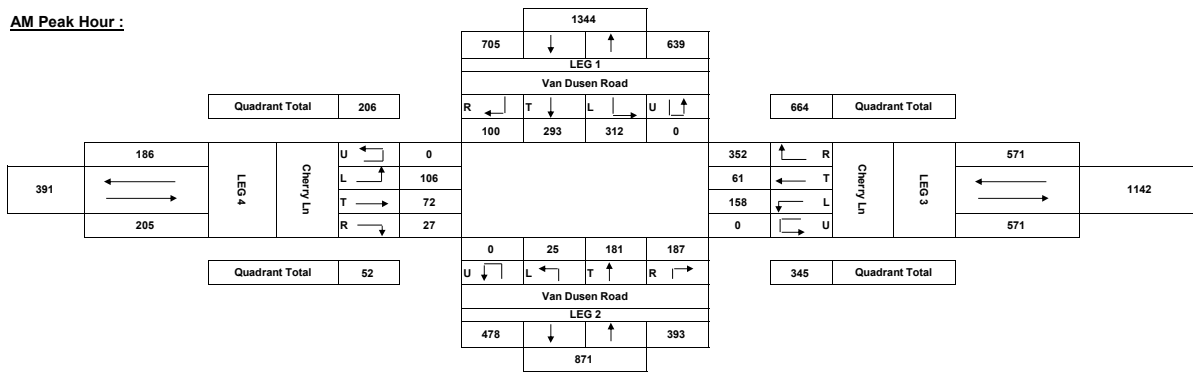 AM Peak Hour :
1344
705 639
LEG 1
Van Dusen Road
Quadrant Total 206
R T L U
664 Quadrant Total
100 293 312 0
186 U 0
352 R 571
391 LEG 4 Cherry Ln L 106
61 T Cherry Ln LEG 3 1142
T 72
158 L
205 R 27
0 U 571
0 25 181 187
Quadrant Total 52
U L T R
345 Quadrant Total
Van Dusen Road
LEG 2
478 393
871